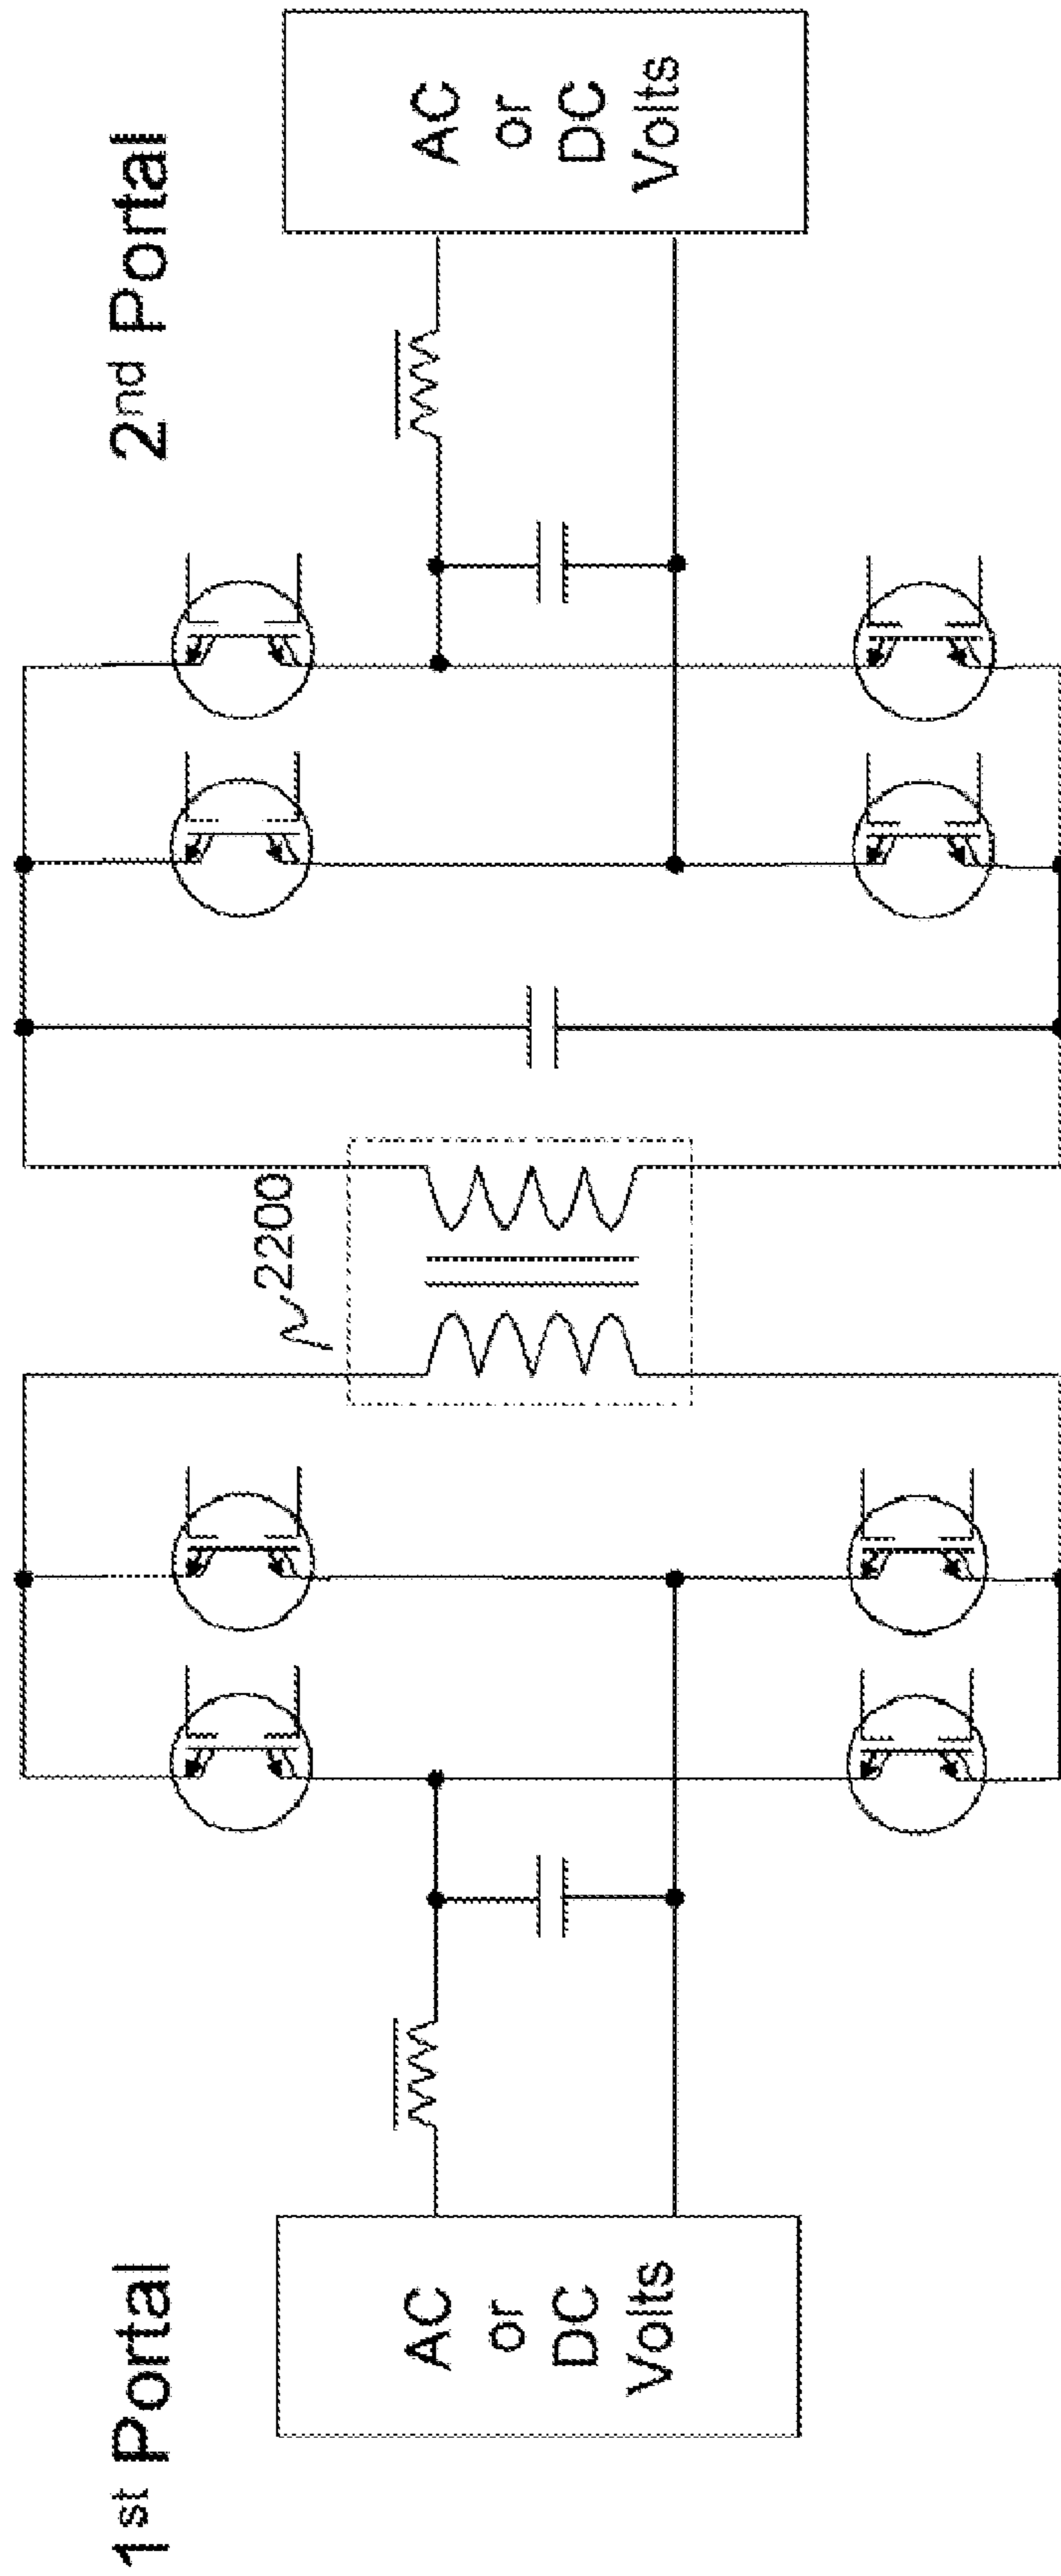 1st Portal
AC
or
DC
Volts
2200
2nd Portal
AC
or
DC
Volts